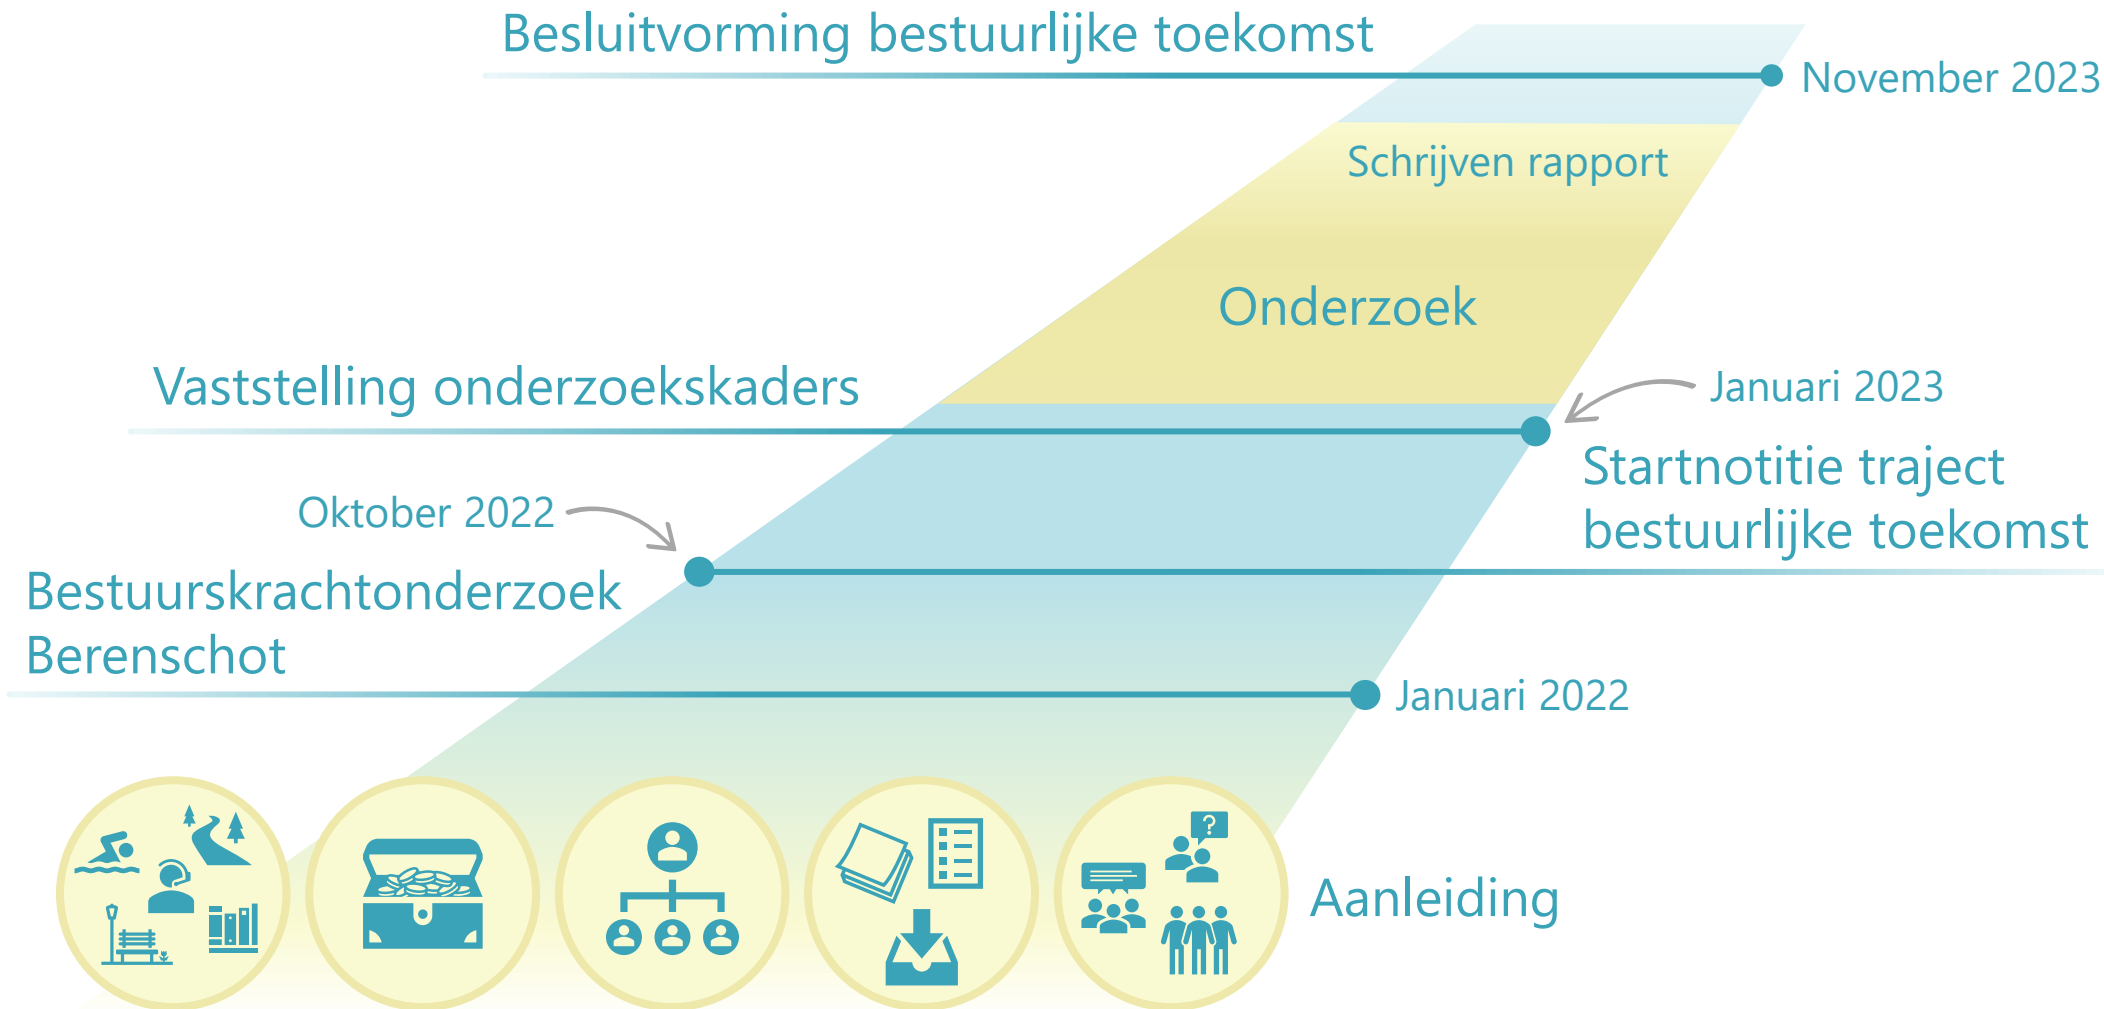 Besluitvorming bestuurlijke toekomst
November 2023
Schrijven rapport
Onderzoek
Vaststelling onderzoekskaders
Januari 2023
Startnotitie traject
bestuurlijke toekomst
Oktober 2022
Bestuurskrachtonderzoek
Berenschot
Januari 2022
?
Aanleiding